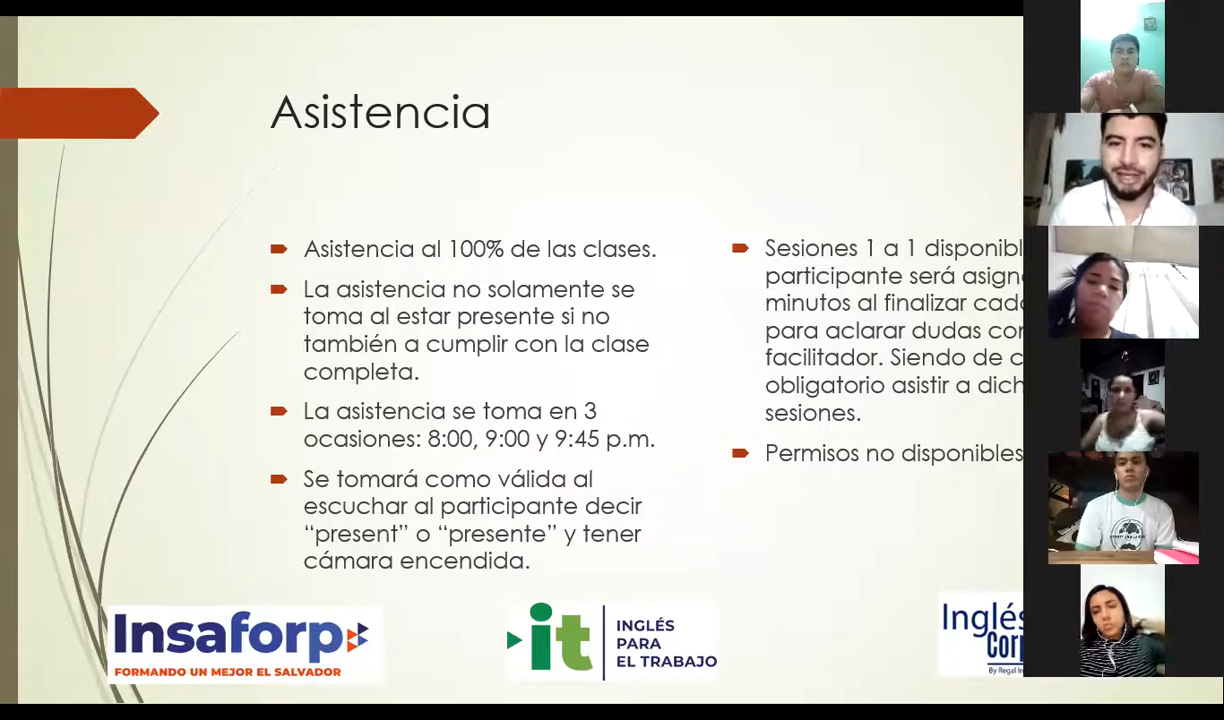 Asistencia
Asistencia al 100% de las clases.
La asistencia no solamente se
toma al estar presente si no
también a cumplir con la clase
completa.
La asistencia se toma en 3
ocasiones: 8:00, 9:00 y 9:45 p.m.
Se tomará como válida al
escuchar al participante decir
“present” o “presente” y tener
cámara encendida.
Sesiones 1 a 1 disponibl
participante será asign
minutos al finalizar cad
para aclarar dudas con
facilitador. Siendo de c
obligatorio asistir a dich
sesiones.
Permisos no disponibles
Insaforp
FORMANDO UN MEJOR EL SALVADOR
it
INGLÉS
PARA
EL TRABAJO
Inglés
Corp
By Regal In